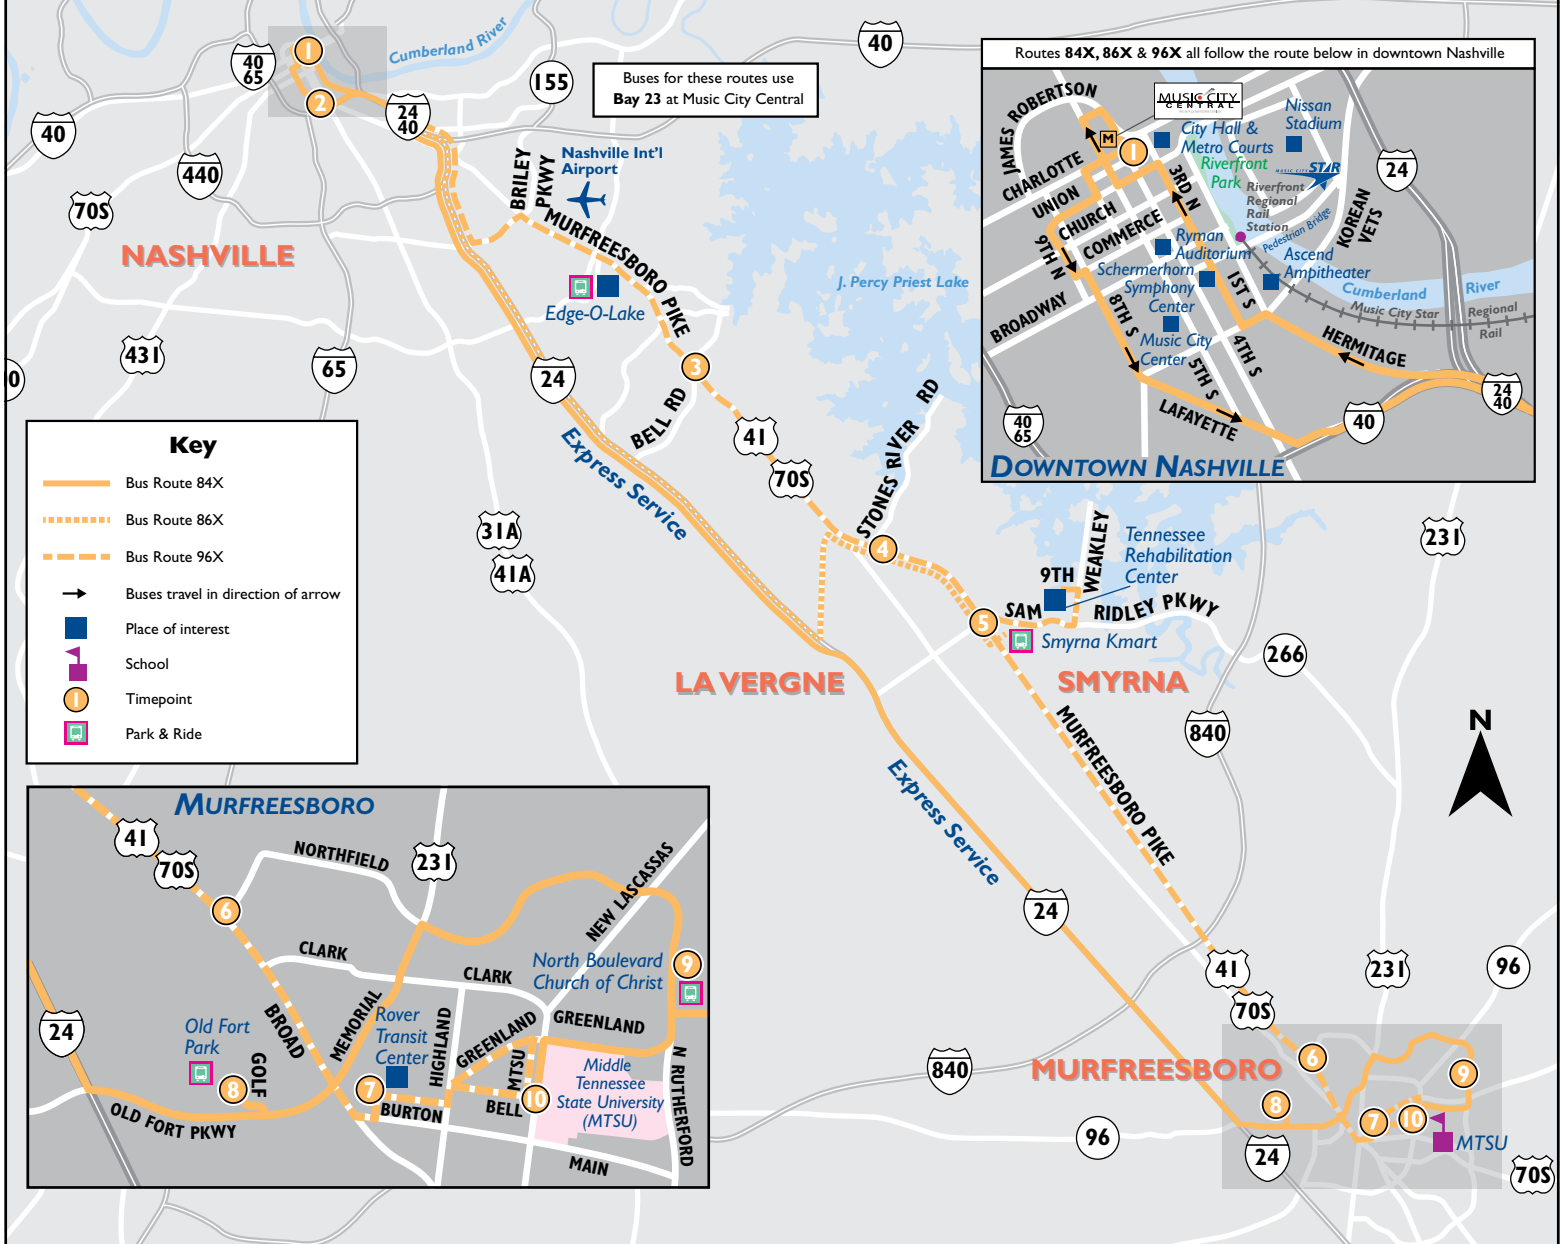 Cumberland River
40
65
1
2
40
24
40
155
Buses for these routes use
Bay 23 at Music City Central
40
440
70S
NASHVILLE
BRILEY
PKWY
Nashville Int'l
Airport
MURFREESBORO PIKE
Edge-O-Lake
J. Percy Priest Lake
431
65
24
3
BELL RD
41
70S
Express Service
STONES RIVER RD
31A
41A
4
5
9TH
WEAKLEY
Tennessee
Rehabilitation
Center
SAM RIDLEY PKWY
Smyrna Kmart
266
231
LA VERGNE
SMYRNA
840
MURFREESBORO PIKE
Express Service
24
N
41
70S
231
96
840
MURFREESBORO
6
9
8
7
10
MTSU
24
96
70S
Key
Bus Route 84X
Bus Route 86X
Bus Route 96X
Buses travel in direction of arrow
Place of interest
School
1
Timepoint
Park & Ride
Routes 84X, 86X & 96X all follow the route below in downtown Nashville
JAMES ROBERTSON
MUSIC CITY
CENTRAL
M
1
City Hall &
Metro Courts
Nissan
Stadium
Riverfront
Park
MUSIC CITY STAR
Riverfront
Regional
Rail
Station
24
CHARLOTTE
UNION
CHURCH
COMMERCE
3RD N
9TH N
Pedestrian Bridge
KOREAN
VETS
Ryman
Auditorium
Ascend
Ampitheater
Schermerhorn
Symphony
Center
1ST S
Cumberland River
Music City Star Regional
Rail
BROADWAY
8TH S
Music City
Center
4TH S
5TH S
HERMITAGE
LAFAYETTE
24
40
40
40
65
DOWNTOWN NASHVILLE
MURFREESBORO
41
70S
NORTHFIELD
231
6
NEW LASCASSAS
CLARK
CLARK
North Boulevard
Church of Christ
9
BROAD
MEMORIAL
24
Old Fort
Park
8
GOLF
Rover
Transit
Center
7
HIGHLAND
GREENLAND
GREENLAND
MTSU
BURTON
BELL
10
Middle
Tennessee
State University
(MTSU)
N RUTHERFORD
OLD FORT PKWY
MAIN